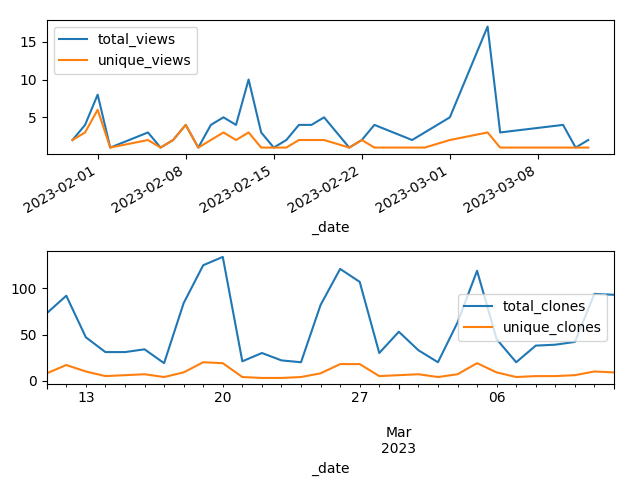 15
10
5
total_views
unique_views
2023-02-01
2023-02-08
2023-02-15
2023-02-22
2023-03-01
2023-03-08
_date
100
50
0
total_clones
unique_clones
13
20
27
06
Mar
2023
_date